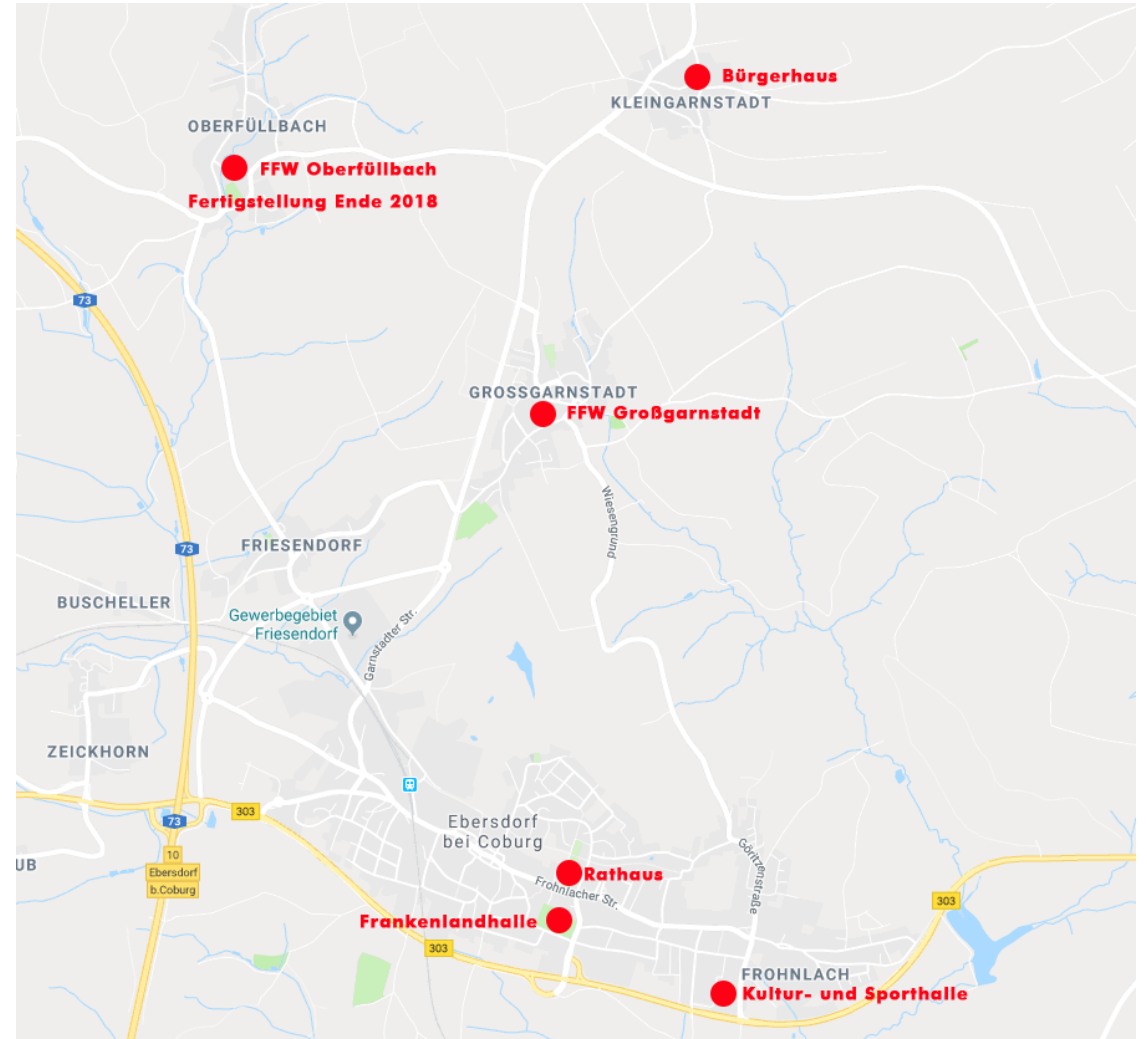 Bürgerhaus
KLEINGARNSTADT
OBERFÜLLBACH
FFW Oberfüllbach
Fertigstellung Ende 2018
73
GROSSGARNSTADT
FFW Großgarnstadt
Wiesengrund
FRIESENDORF
73
BUSCHELLER
Gewerbegebiet
Friesendorf
Garnstadter Str.
ZEICKHORN
303
73
Ebersdorf
bei Coburg
Göritzenstraße
10
UB
Ebersdorf
b.Coburg
Rathaus
Frohnlacher Str.
303
Frankenlandhalle
303
FROHNLACH
Kultur- und Sporthalle